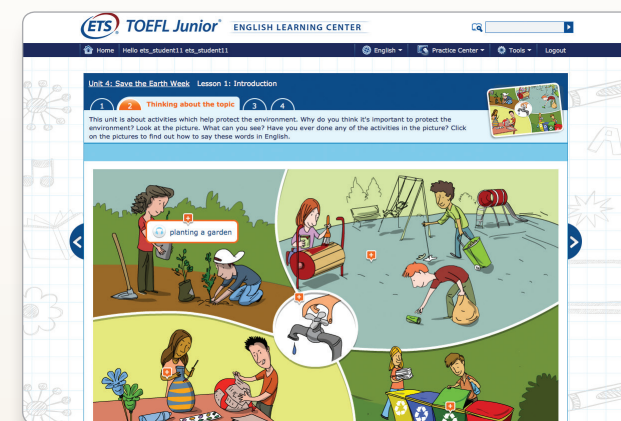 ETS TOEFL Junior® ENGLISH LEARNING CENTER
Home Hello ets_student11 ets_student11 English Practice Center Tools Logout
Unit 4: Save the Earth Week Lesson 1: Introduction
1 2 Thinking about the topic 3 4
This unit is about activities which help protect the environment. Why do you think it's important to protect the
environment? Look at the picture. What can you see? Have you ever done any of the activities in the picture? Click
on the pictures to find out how to say these words in English.
planting a garden